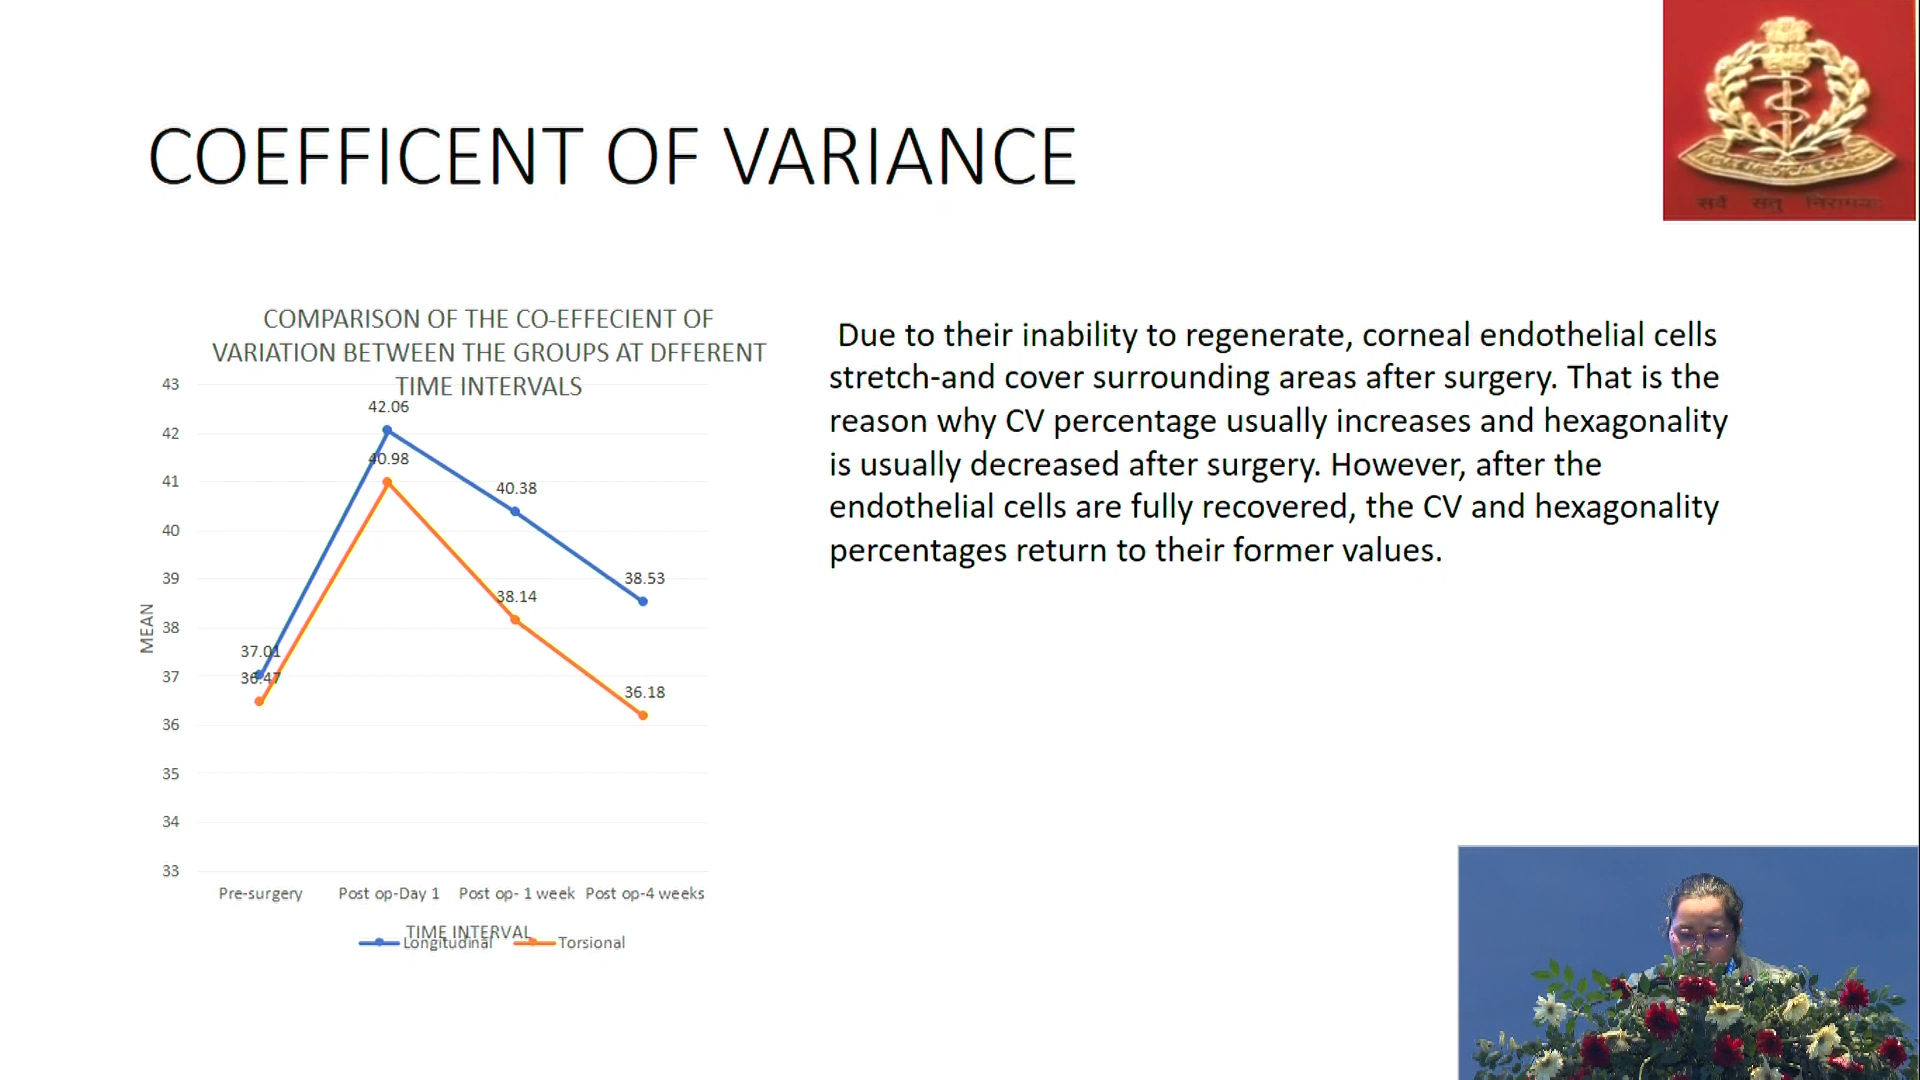 COEFFICENT OF VARIANCE
सर्वे सन्तु निरामया
COMPARISON OF THE CO-EFFECIENT OF
VARIATION BETWEEN THE GROUPS AT DFFERENT
TIME INTERVALS
43
42
41
40
39
38
37
36
35
34
33
MEAN
42.06
40.98
40.38
38.53
38.14
37.01
36.47
36.18
Pre-surgery Post op-Day 1 Post op- 1 week Post op-4 weeks
TIME INTERVAL
Longitudinal Torsional
Due to their inability to regenerate, corneal endothelial cells
stretch-and cover surrounding areas after surgery. That is the
reason why CV percentage usually increases and hexagonality
is usually decreased after surgery. However, after the
endothelial cells are fully recovered, the CV and hexagonality
percentages return to their former values.